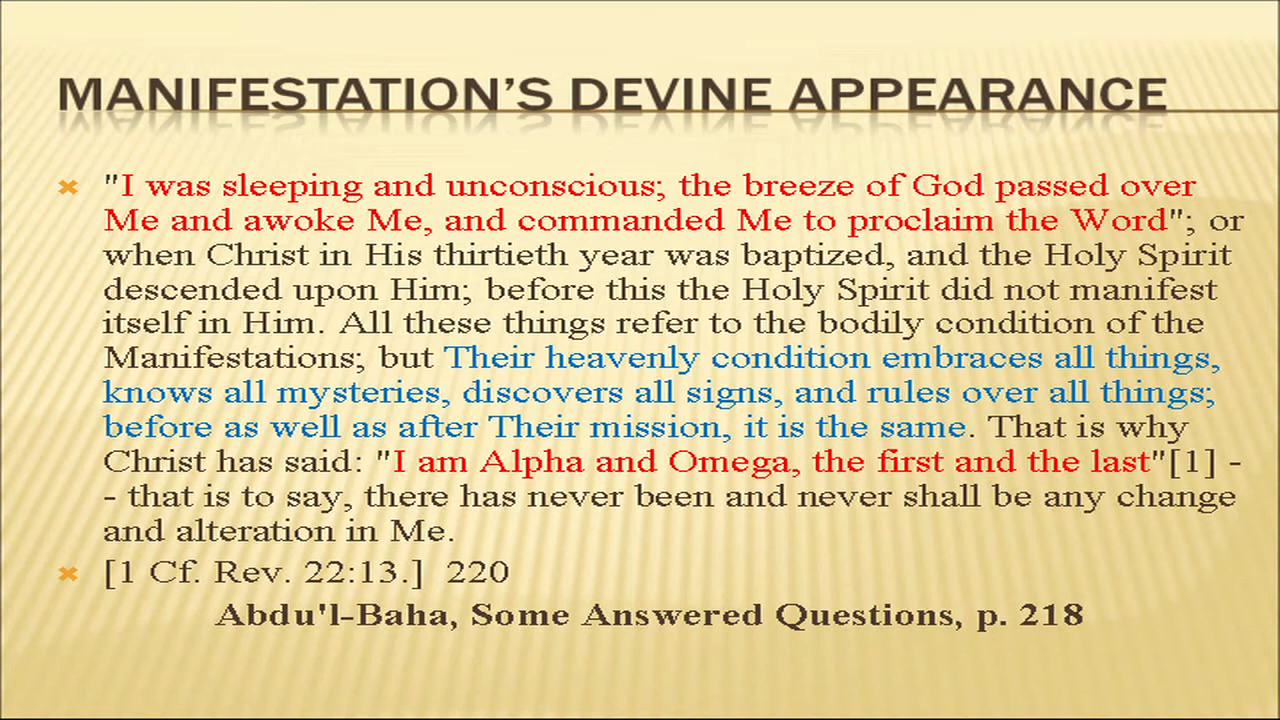 MANIFESTATION'S DEVINE APPEARANCE
"I was sleeping and unconscious; the breeze of God passed over
Me and awoke Me, and commanded Me to proclaim the Word"; or
when Christ in His thirtieth year was baptized, and the Holy Spirit
descended upon Him; before this the Holy Spirit did not manifest
itself in Him. All these things refer to the bodily condition of the
Manifestations; but Their heavenly condition embraces all things,
knows all mysteries, discovers all signs, and rules over all things;
before as well as after Their mission, it is the same. That is why
Christ has said: "I am Alpha and Omega, the first and the last"[1] -
- that is to say, there has never been and never shall be any change
and alteration in Me.
[1 Cf. Rev. 22:13.]  220
Abdu'l-Baha, Some Answered Questions, p. 218